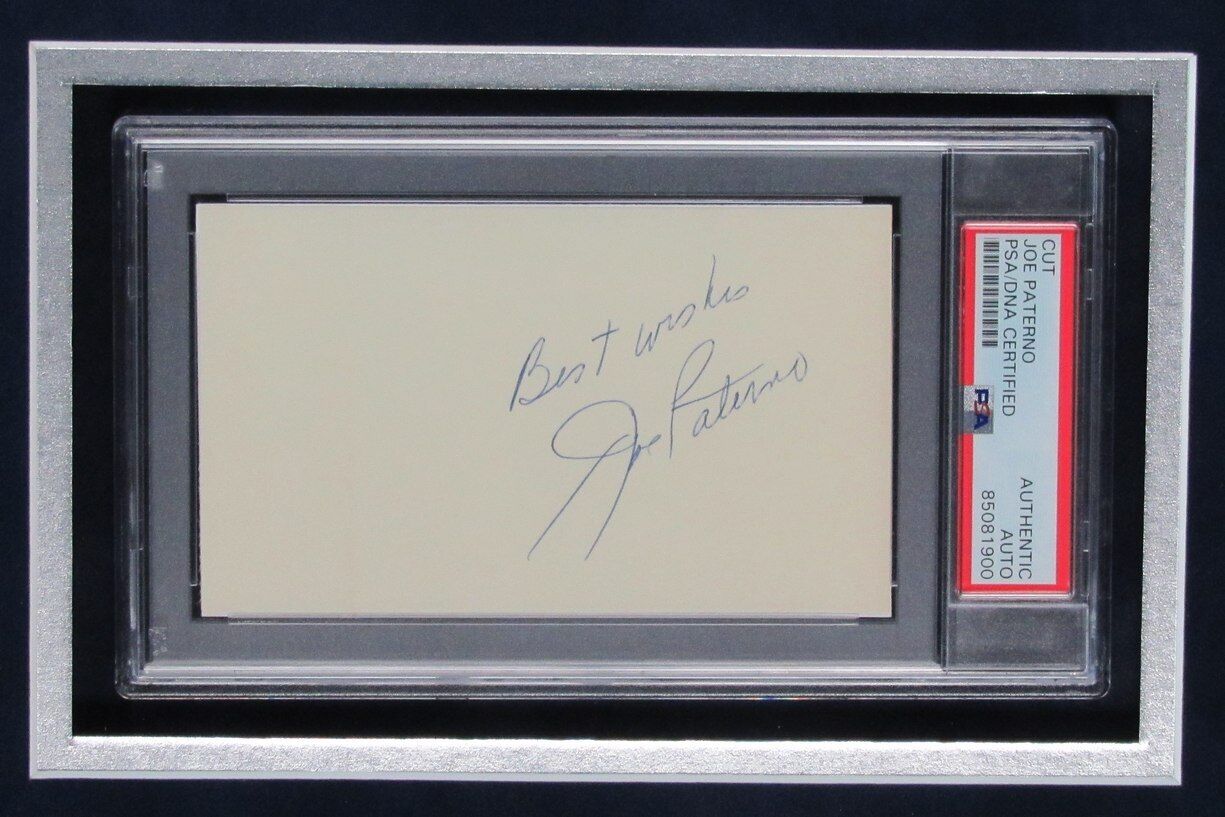 Best wishes
Joe Paterno
CUT
JOE PATERNO
PSA/DNA CERTIFIED
AUTHENTIC
AUTO
85081900
PSA